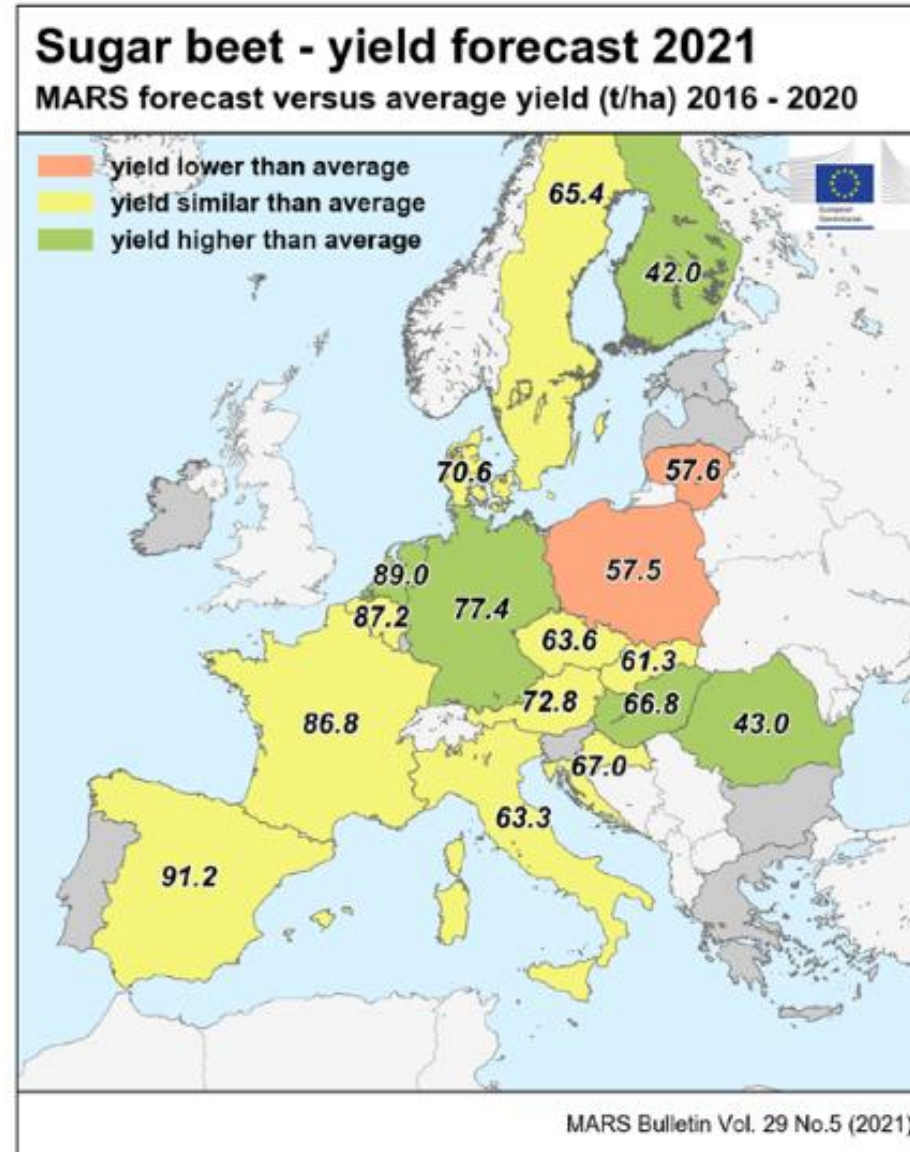 Sugar beet - yield forecast 2021
MARS forecast versus average yield (t/ha) 2016 - 2020
yield lower than average
yield similar than average
yield higher than average
European
Commission
65.4
42.0
70.6
57.6
89.0
57.5
77.4
87.2
63.6
61.3
72.8
66.8
86.8
43.0
67.0
63.3
91.2
MARS Bulletin Vol. 29 No.5 (2021)